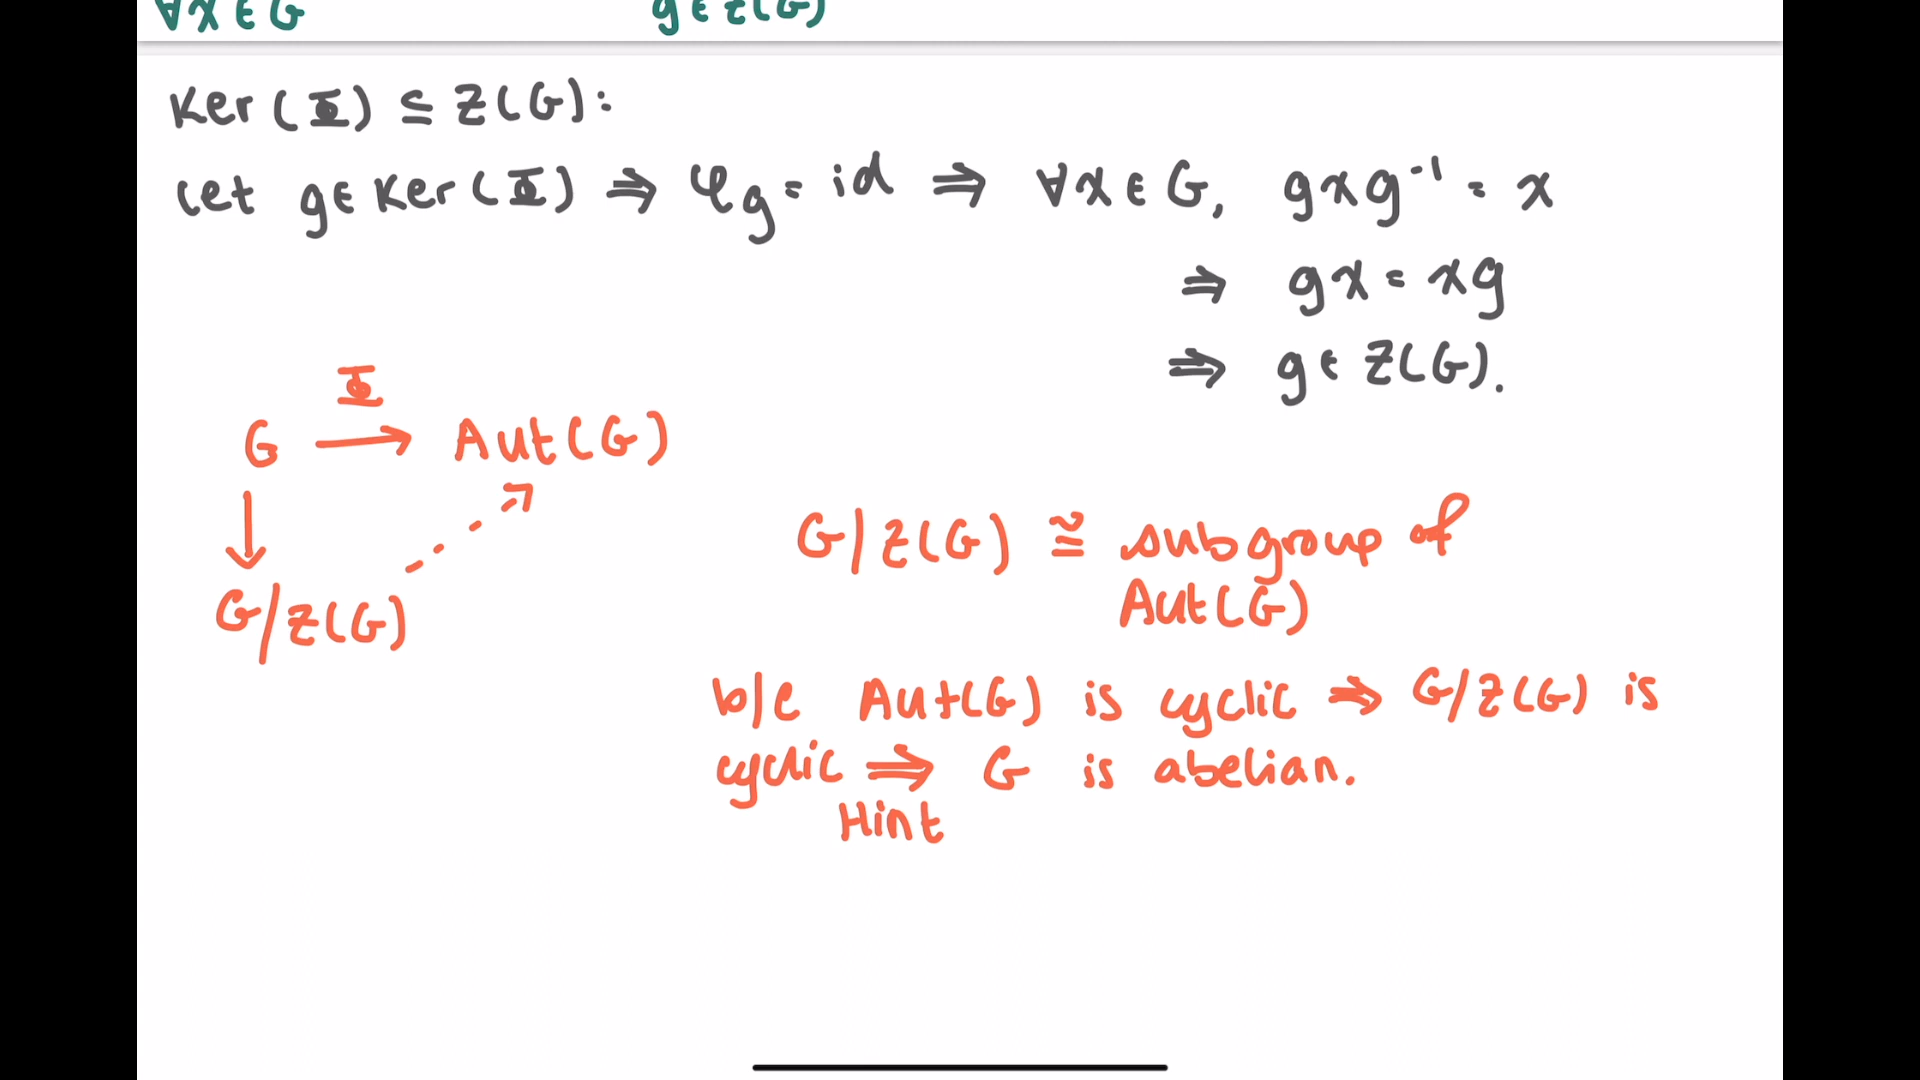 ∀x ∈ G g ∈ Z(G)
Ker(Φ) ⊆ Z(G):
Let g ∈ Ker(Φ) ⇒ φ_g = id ⇒ ∀x ∈ G, gxg⁻¹ = x
⇒ gx = xg
⇒ g ∈ Z(G).
Φ
G → Aut(G)
↓
G/Z(G)
G/Z(G) ≅ subgroup of
Aut(G)
b/c Aut(G) is cyclic ⇒ G/Z(G) is
cyclic ⇒ G is abelian.
Hint